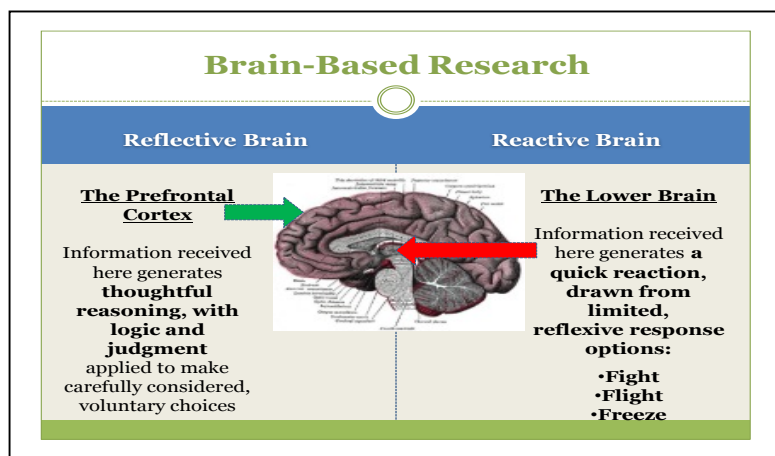 Brain-Based Research
Reflective Brain
Reactive Brain
The Prefrontal
Cortex
Information received
here generates
thoughtful
reasoning, with
logic and
judgment
applied to make
carefully considered,
voluntary choices
The Lower Brain
Information received
here generates a
quick reaction,
drawn from
limited,
reflexive response
options:
•Fight
•Flight
•Freeze